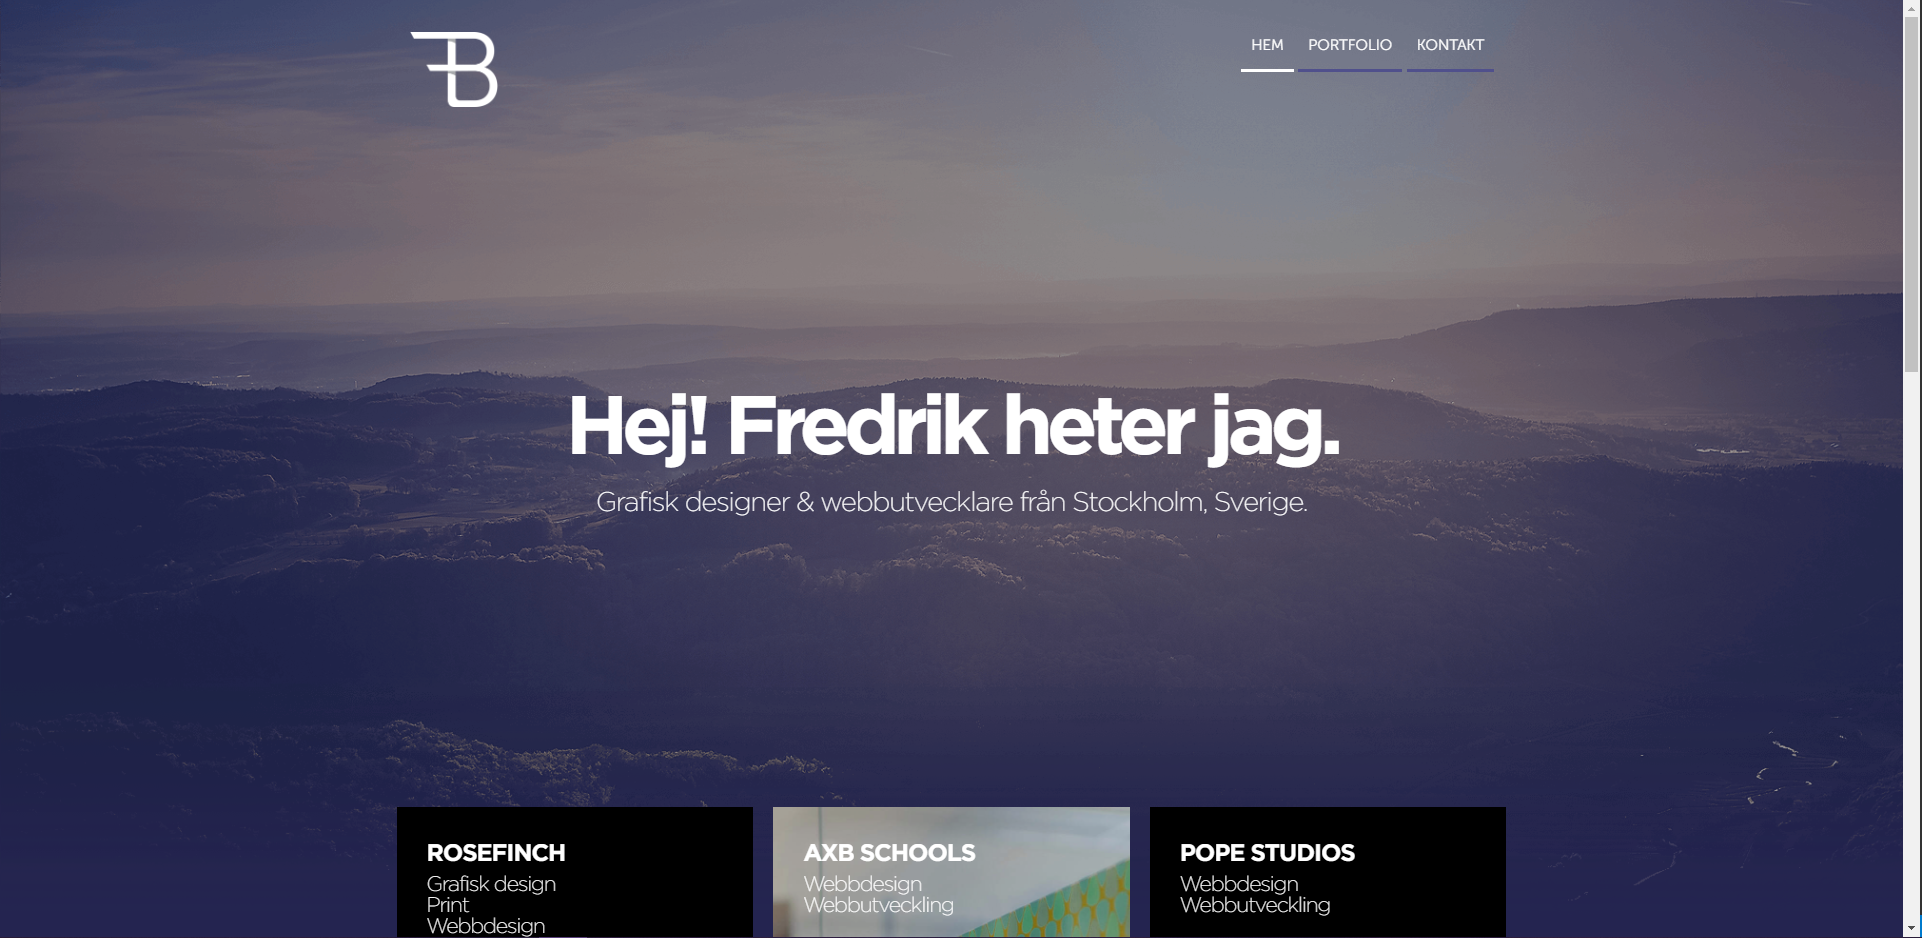 FB
HEM PORTFOLIO KONTAKT
Hej! Fredrik heter jag.
Grafisk designer & webbutvecklare från Stockholm, Sverige.
ROSEFINCH
Grafisk design
Print
Webbdesign
AXB SCHOOLS
Webbdesign
Webbutveckling
POPE STUDIOS
Webbdesign
Webbutveckling